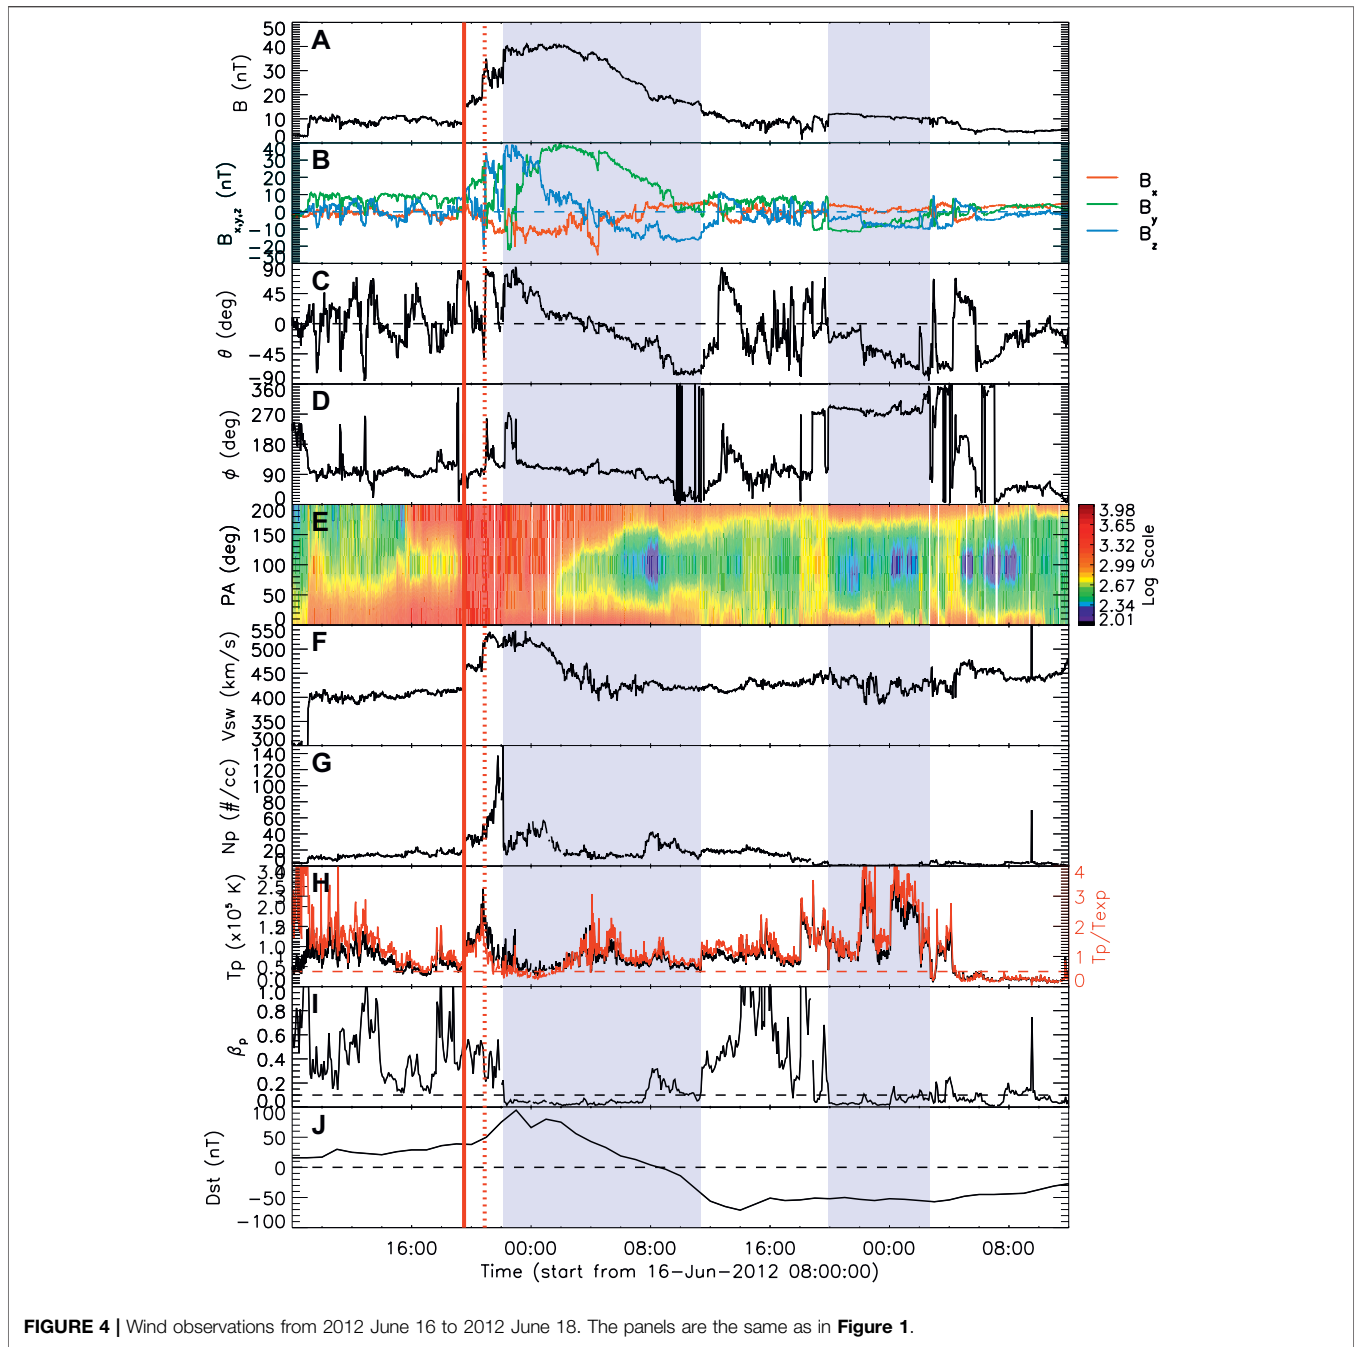 A
50
40
30
20
10
0
B (nT)
B
40
30
20
10
0
-10
-20
-30
Bx,y,z (nT)
Bx
By
Bz
C
90
45
0
-45
-90
θ (deg)
D
360
270
180
90
0
φ (deg)
E
200
150
100
50
0
PA (deg)
3.98
3.65
3.32
2.99
2.67
2.34
2.01
Log Scale
F
550
500
450
400
350
300
Vsw (km/s)
G
140
120
100
80
60
40
20
0
Np (#/cc)
H
3.0
2.5
2.0
1.5
1.0
0.5
0.0
Tp (x10⁵ K)
4
3
2
1
0
Tp/Texp
I
1.0
0.8
0.6
0.4
0.2
0.0
βp
J
100
50
0
-50
-100
Dst (nT)
16:00 00:00 08:00 16:00 00:00 08:00
Time (start from 16-Jun-2012 08:00:00)
FIGURE 4 | Wind observations from 2012 June 16 to 2012 June 18. The panels are the same as in Figure 1.